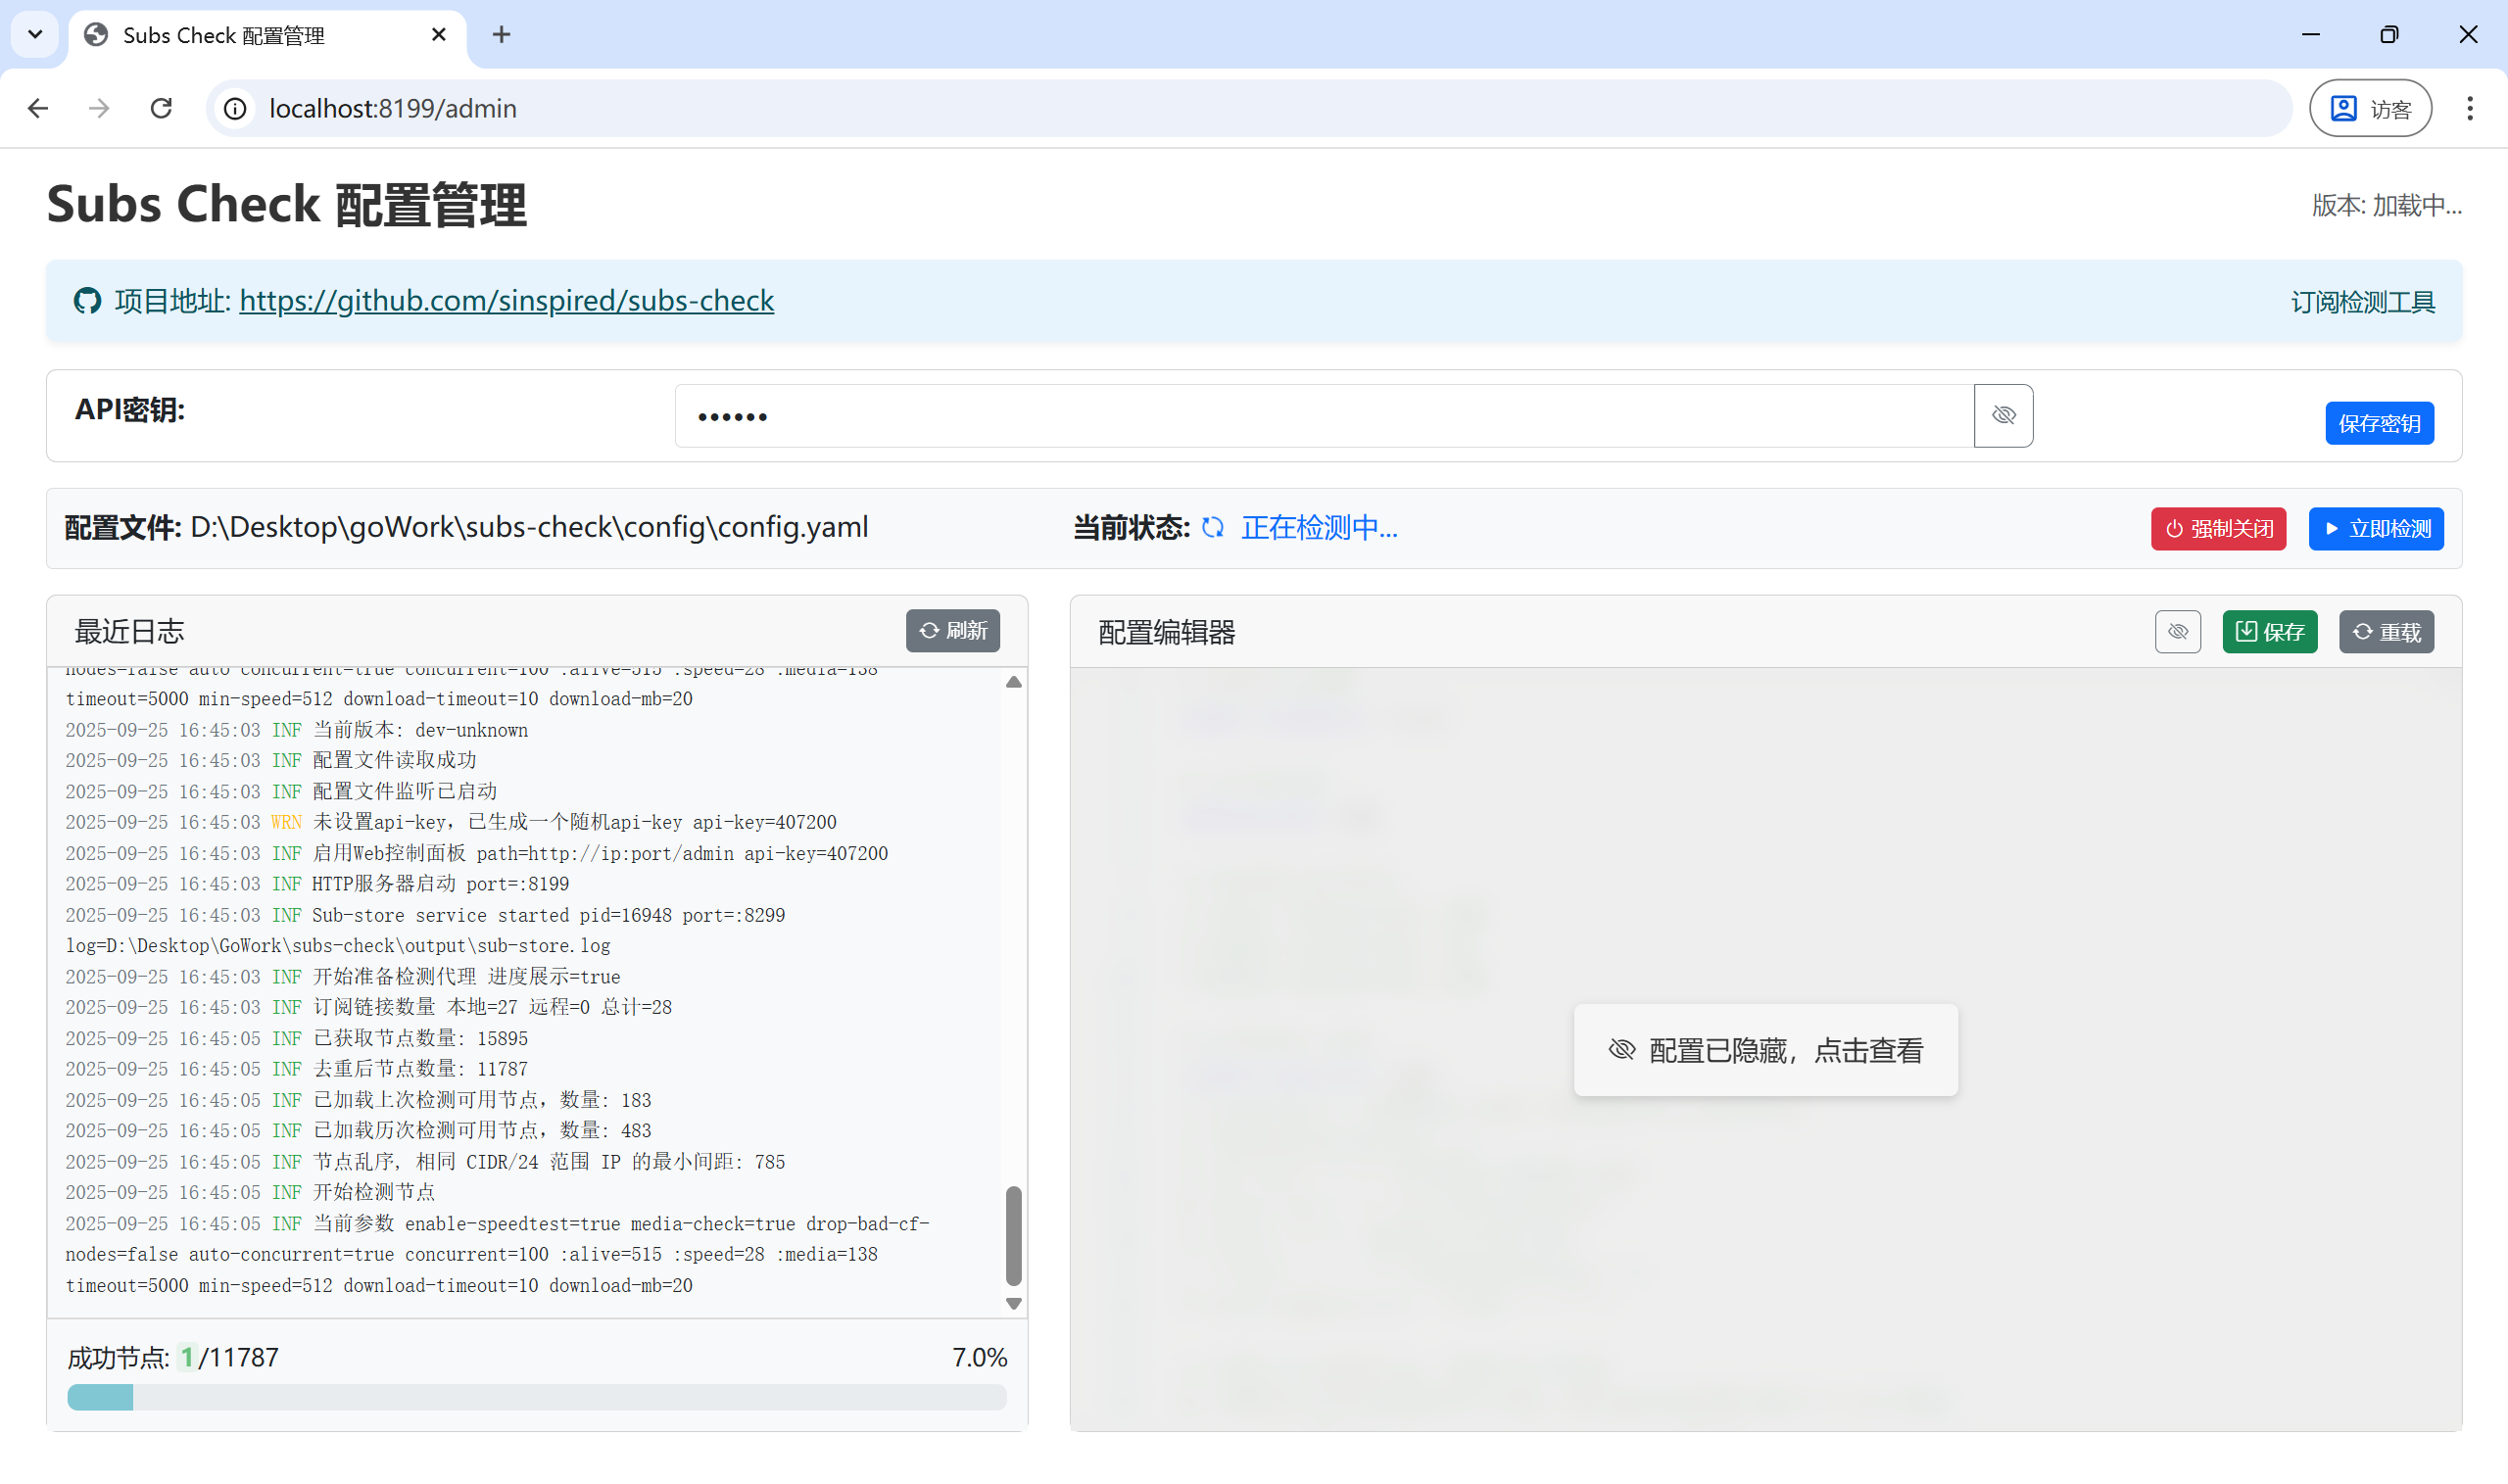 Subs Check 配置管理
localhost:8199/admin
访客
Subs Check 配置管理
版本: 加载中...
项目地址: https://github.com/sinspired/subs-check
订阅检测工具
API密钥:
••••••
保存密钥
配置文件: D:\Desktop\goWork\subs-check\config\config.yaml
当前状态: 正在检测中...
强制关闭
立即检测
最近日志
刷新
nodes=false auto-concurrent=true concurrent=100 :alive=515 :speed=28 :media=138
timeout=5000 min-speed=512 download-timeout=10 download-mb=20
2025-09-25 16:45:03 INF 当前版本: dev-unknown
2025-09-25 16:45:03 INF 配置文件读取成功
2025-09-25 16:45:03 INF 配置文件监听已启动
2025-09-25 16:45:03 WRN 未设置api-key，已生成一个随机api-key api-key=407200
2025-09-25 16:45:03 INF 启用Web控制面板 path=http://ip:port/admin api-key=407200
2025-09-25 16:45:03 INF HTTP服务器启动 port=:8199
2025-09-25 16:45:03 INF Sub-store service started pid=16948 port=:8299
log=D:\Desktop\GoWork\subs-check\output\sub-store.log
2025-09-25 16:45:03 INF 开始准备检测代理 进度展示=true
2025-09-25 16:45:03 INF 订阅链接数量 本地=27 远程=0 总计=28
2025-09-25 16:45:05 INF 已获取节点数量: 15895
2025-09-25 16:45:05 INF 去重后节点数量: 11787
2025-09-25 16:45:05 INF 已加载上次检测可用节点，数量: 183
2025-09-25 16:45:05 INF 已加载历次检测可用节点，数量: 483
2025-09-25 16:45:05 INF 节点乱序, 相同 CIDR/24 范围 IP 的最小间距: 785
2025-09-25 16:45:05 INF 开始检测节点
2025-09-25 16:45:05 INF 当前参数 enable-speedtest=true media-check=true drop-bad-cf-
nodes=false auto-concurrent=true concurrent=100 :alive=515 :speed=28 :media=138
timeout=5000 min-speed=512 download-timeout=10 download-mb=20
成功节点: 1/11787
7.0%
配置编辑器
保存
重载
配置已隐藏，点击查看